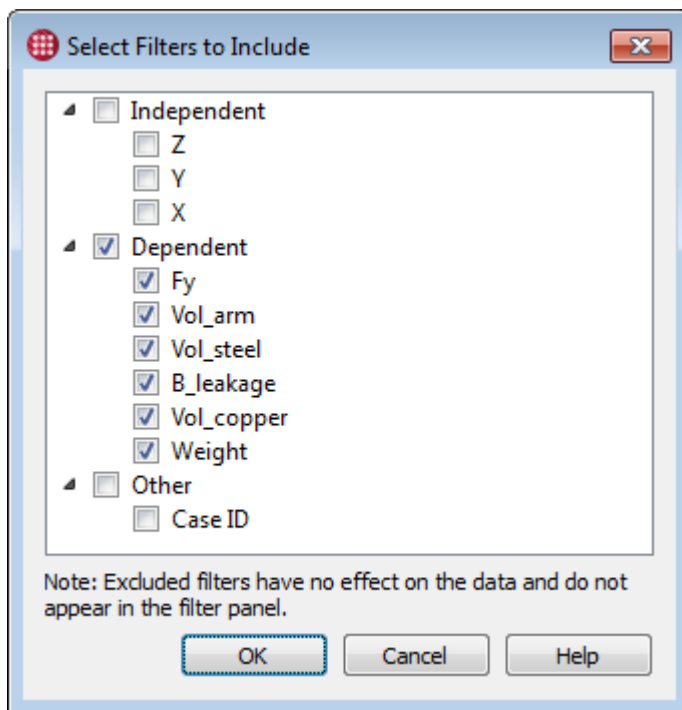 Select Filters to Include
Independent
Z
Y
X
Dependent
Fy
Vol_arm
Vol_steel
B_leakage
Vol_copper
Weight
Other
Case ID
Note: Excluded filters have no effect on the data and do not
appear in the filter panel.
OK Cancel Help